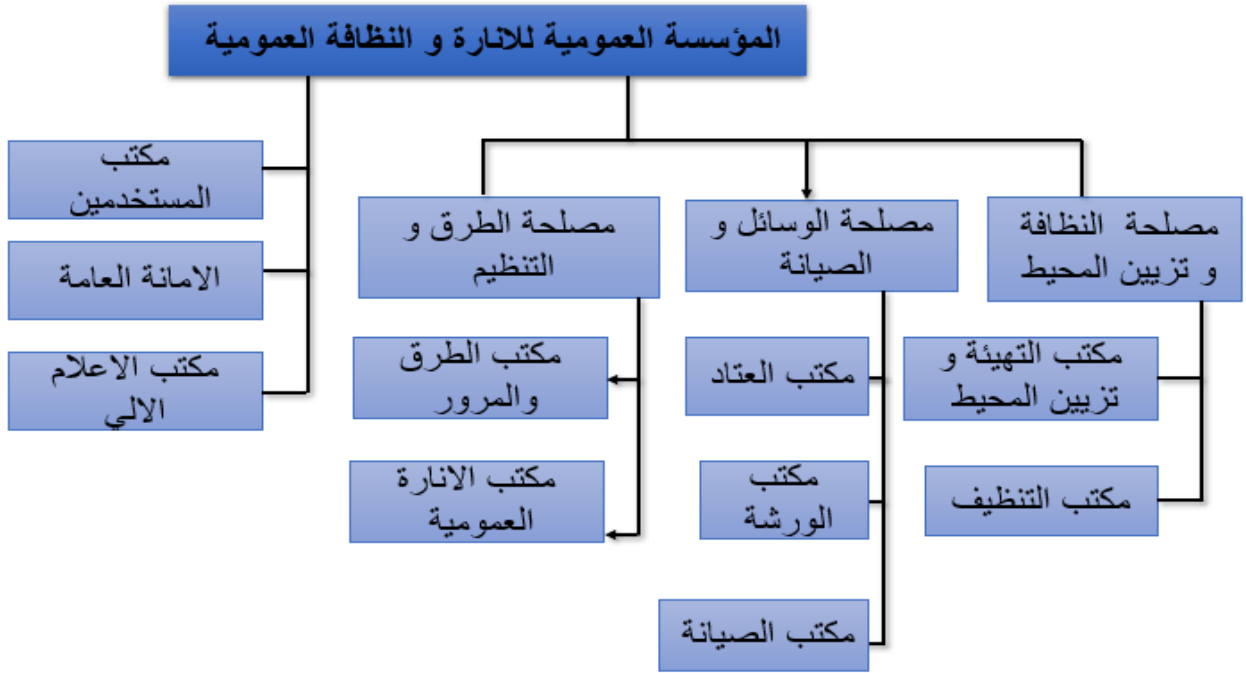 المؤسسة العمومية للانارة و النظافة العمومية
مصلحة النظافة
و تزيين المحيط
مكتب التهيئة و
تزيين المحيط
مكتب التنظيف
مصلحة الوسائل و
الصيانة
مكتب العتاد
مكتب
الورشة
مكتب الصيانة
مصلحة الطرق و
التنظيم
مكتب الطرق
والمرور
مكتب الانارة
العمومية
مكتب
المستخدمين
الامانة العامة
مكتب الاعلام
الالي